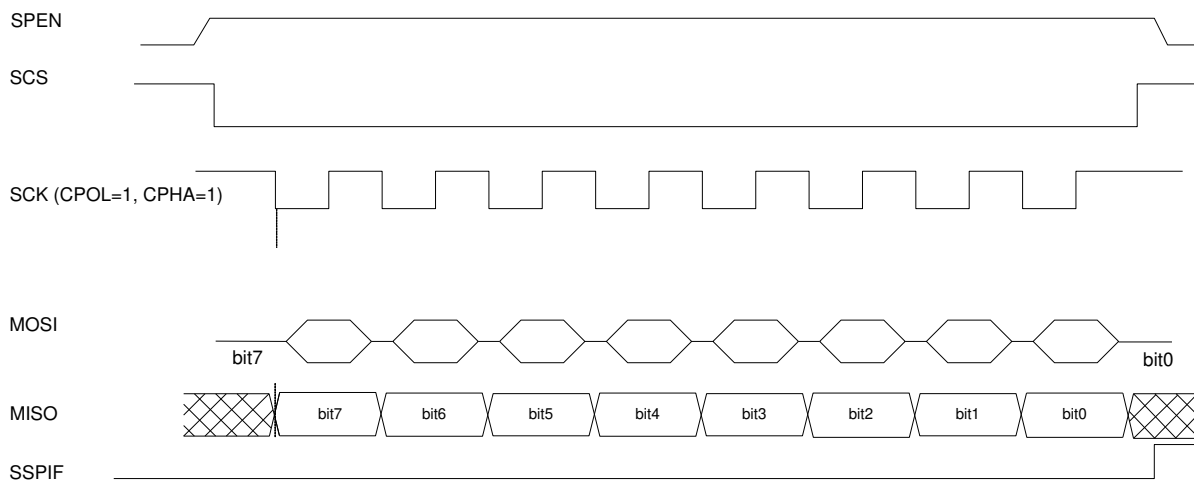 SPEN
SCS
SCK (CPOL=1, CPHA=1)
MOSI
bit7 bit0
MISO bit7 bit6 bit5 bit4 bit3 bit2 bit1 bit0
SSPIF